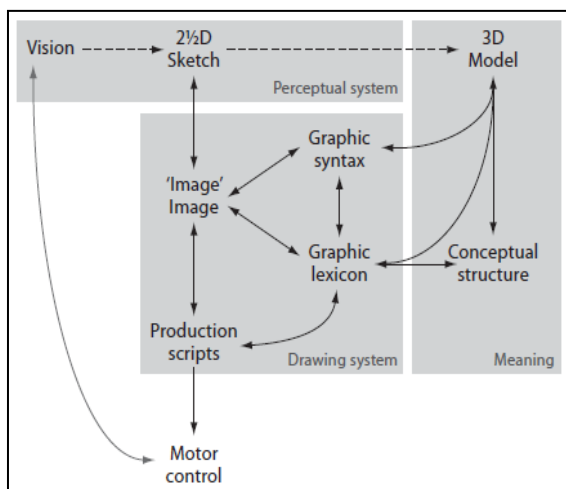 Vision
2½D
Sketch
3D
Model
Perceptual system
Graphic
syntax
'Image'
Image
Graphic
lexicon
Conceptual
structure
Production
scripts
Drawing system
Meaning
Motor
control